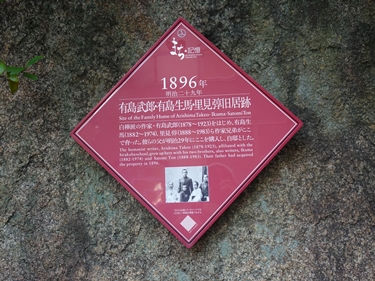 まちの記憶
1896年
明治二十九年
有島武郎・有島生馬・里見弴旧居跡
Site of the Family Home of Arishima Takeo · Ikuma · Satomi Ton
白樺派の作家・有島武郎(1878〜1923)をはじめ、有島生
馬(1882〜1974)、里見弴(1888〜1983)ら作家兄弟がここ
で育った。彼らの父が明治29年にここを購入し、自邸とした。
The humanist writer, Arishima Takeo (1878-1923), affiliated with the
Shirakabaschool, grew up here with his two brothers, also writers, Ikuma
(1882-1974) and Satomi Ton (1888-1983). Their father had acquired
the property in 1896.